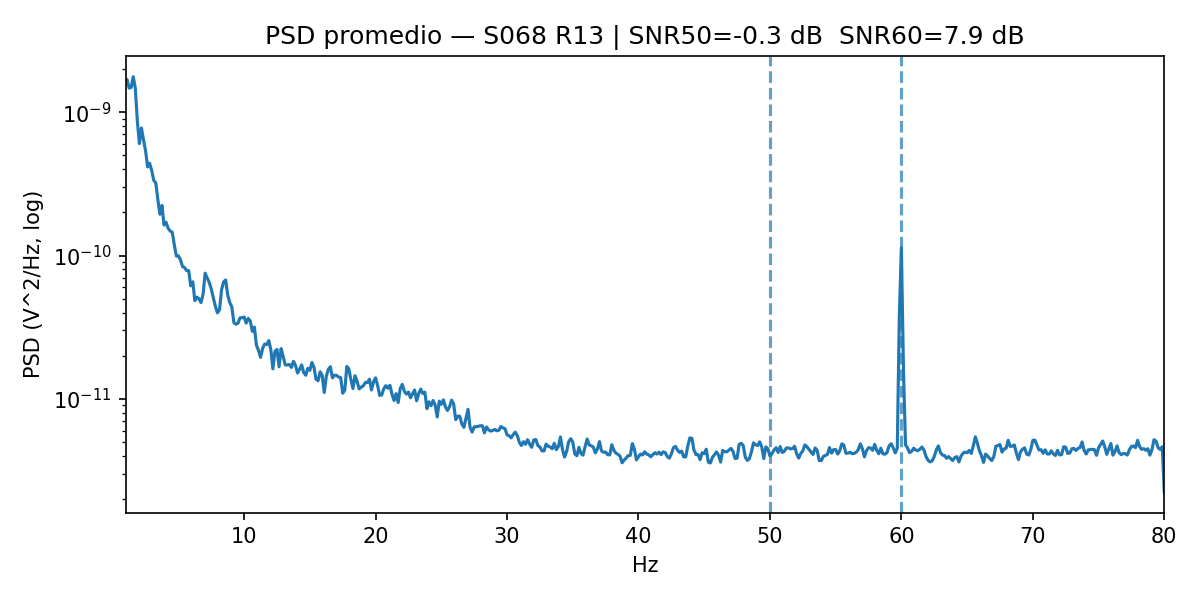 PSD promedio — S068 R13 | SNR50=-0.3 dB  SNR60=7.9 dB
PSD (V^2/Hz, log)
10⁻⁹
10⁻¹⁰
10⁻¹¹
10 20 30 40 50 60 70 80
Hz